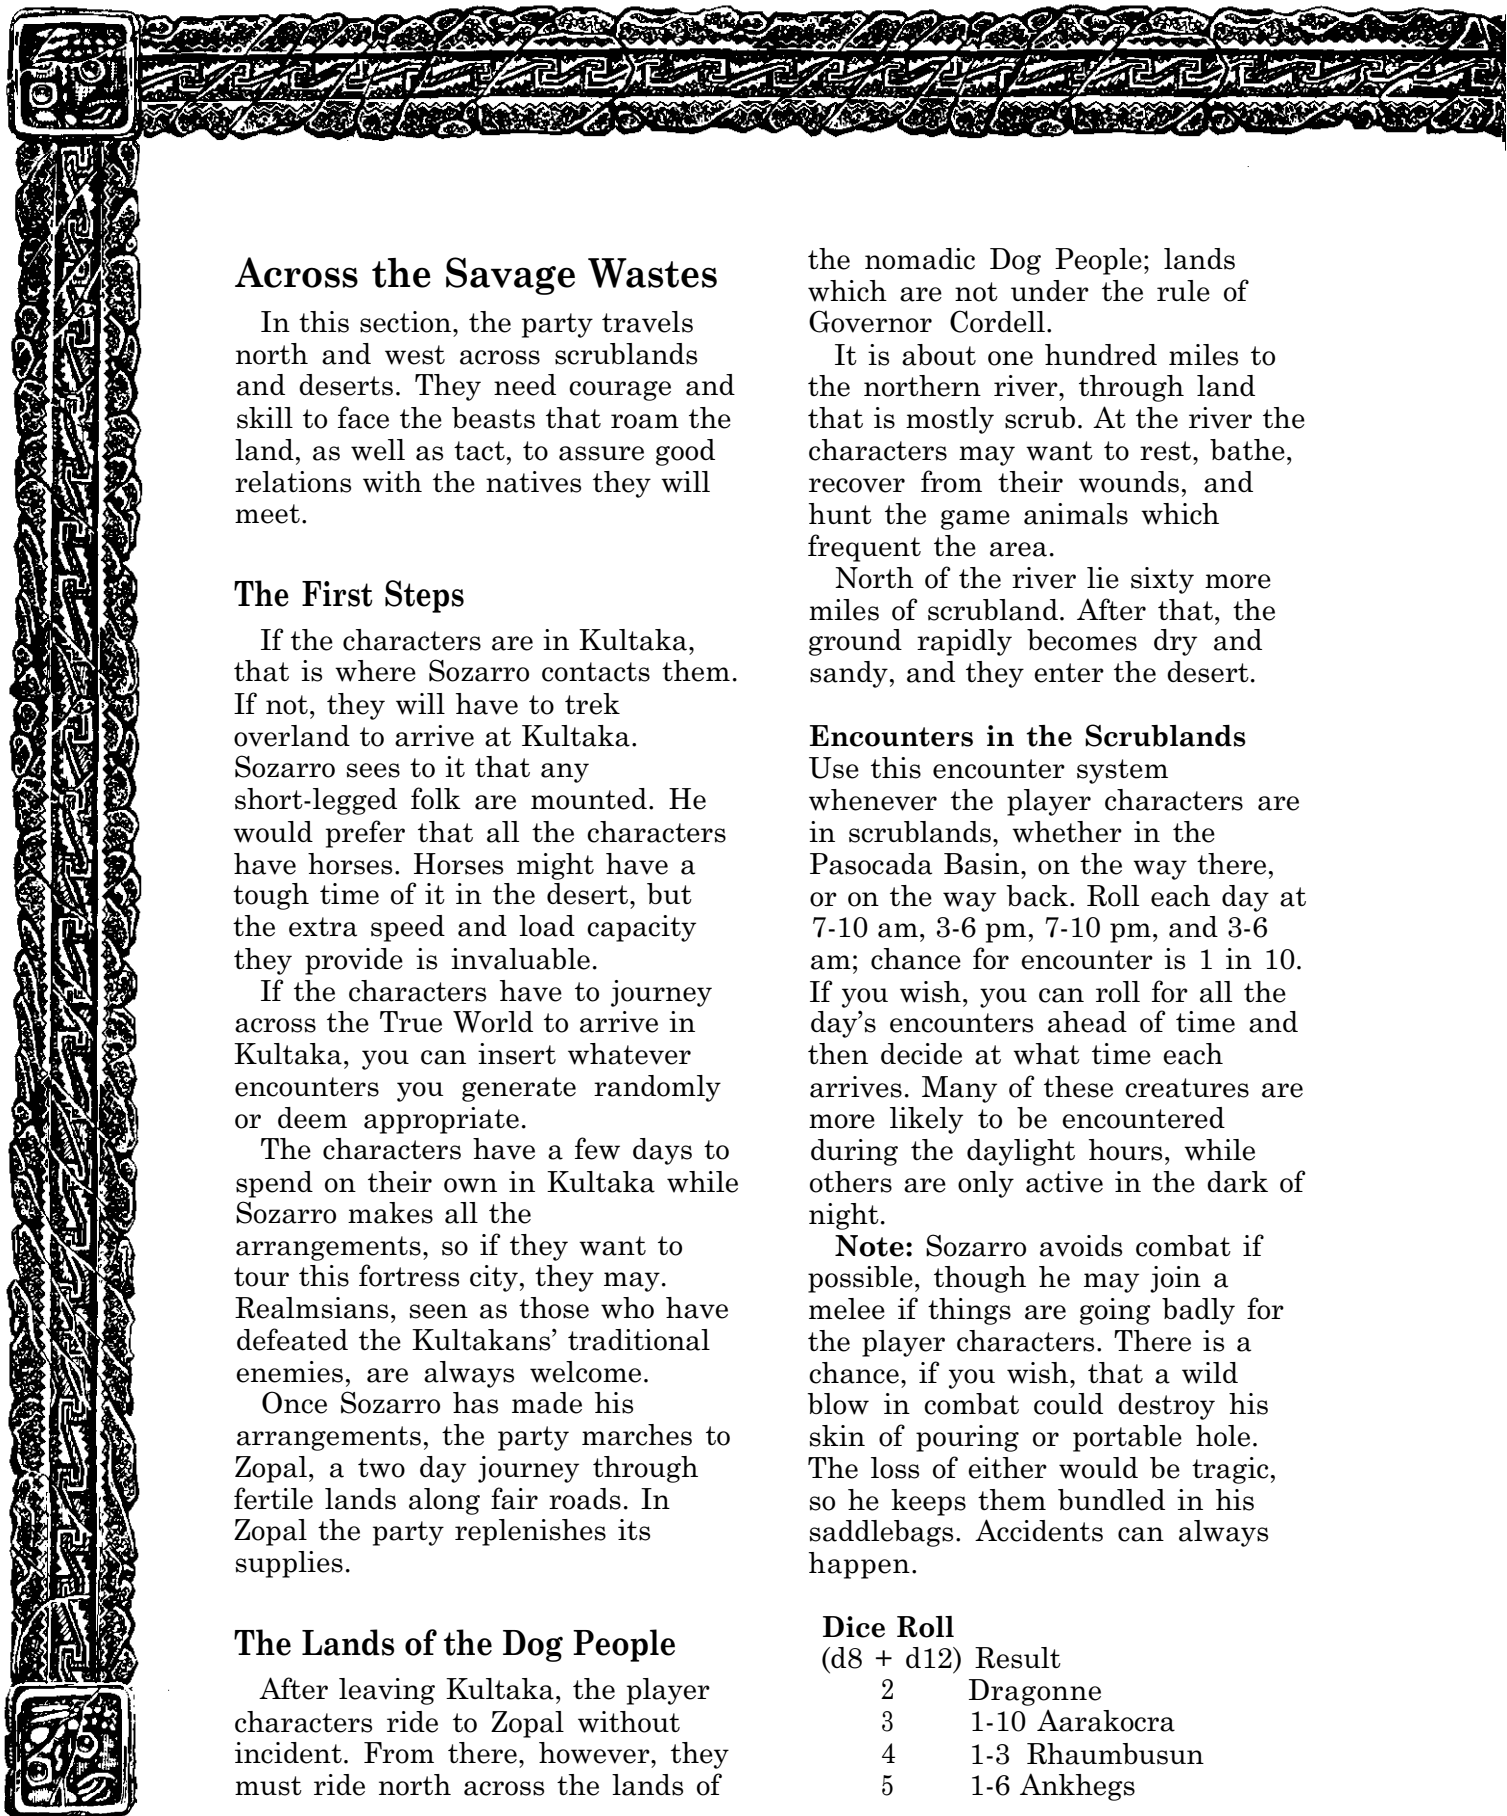 Across the Savage Wastes
In this section, the party travels
north and west across scrublands
and deserts. They need courage and
skill to face the beasts that roam the
land, as well as tact, to assure good
relations with the natives they will
meet.
The First Steps
If the characters are in Kultaka,
that is where Sozarro contacts them.
If not, they will have to trek
overland to arrive at Kultaka.
Sozarro sees to it that any
short-legged folk are mounted. He
would prefer that all the characters
have horses. Horses might have a
tough time of it in the desert, but
the extra speed and load capacity
they provide is invaluable.
If the characters have to journey
across the True World to arrive in
Kultaka, you can insert whatever
encounters you generate randomly
or deem appropriate.
The characters have a few days to
spend on their own in Kultaka while
Sozarro makes all the
arrangements, so if they want to
tour this fortress city, they may.
Realmsians, seen as those who have
defeated the Kultakans’ traditional
enemies, are always welcome.
Once Sozarro has made his
arrangements, the party marches to
Zopal, a two day journey through
fertile lands along fair roads. In
Zopal the party replenishes its
supplies.
The Lands of the Dog People
After leaving Kultaka, the player
characters ride to Zopal without
incident. From there, however, they
must ride north across the lands of
the nomadic Dog People; lands
which are not under the rule of
Governor Cordell.
It is about one hundred miles to
the northern river, through land
that is mostly scrub. At the river the
characters may want to rest, bathe,
recover from their wounds, and
hunt the game animals which
frequent the area.
North of the river lie sixty more
miles of scrubland. After that, the
ground rapidly becomes dry and
sandy, and they enter the desert.
Encounters in the Scrublands
Use this encounter system
whenever the player characters are
in scrublands, whether in the
Pasocada Basin, on the way there,
or on the way back. Roll each day at
7-10 am, 3-6 pm, 7-10 pm, and 3-6
am; chance for encounter is 1 in 10.
If you wish, you can roll for all the
day’s encounters ahead of time and
then decide at what time each
arrives. Many of these creatures are
more likely to be encountered
during the daylight hours, while
others are only active in the dark of
night.
Note: Sozarro avoids combat if
possible, though he may join a
melee if things are going badly for
the player characters. There is a
chance, if you wish, that a wild
blow in combat could destroy his
skin of pouring or portable hole.
The loss of either would be tragic,
so he keeps them bundled in his
saddlebags. Accidents can always
happen.
Dice Roll
(d8 + d12) Result
2 Dragonne
3 1-10 Aarakocra
4 1-3 Rhaumbusun
5 1-6 Ankhegs